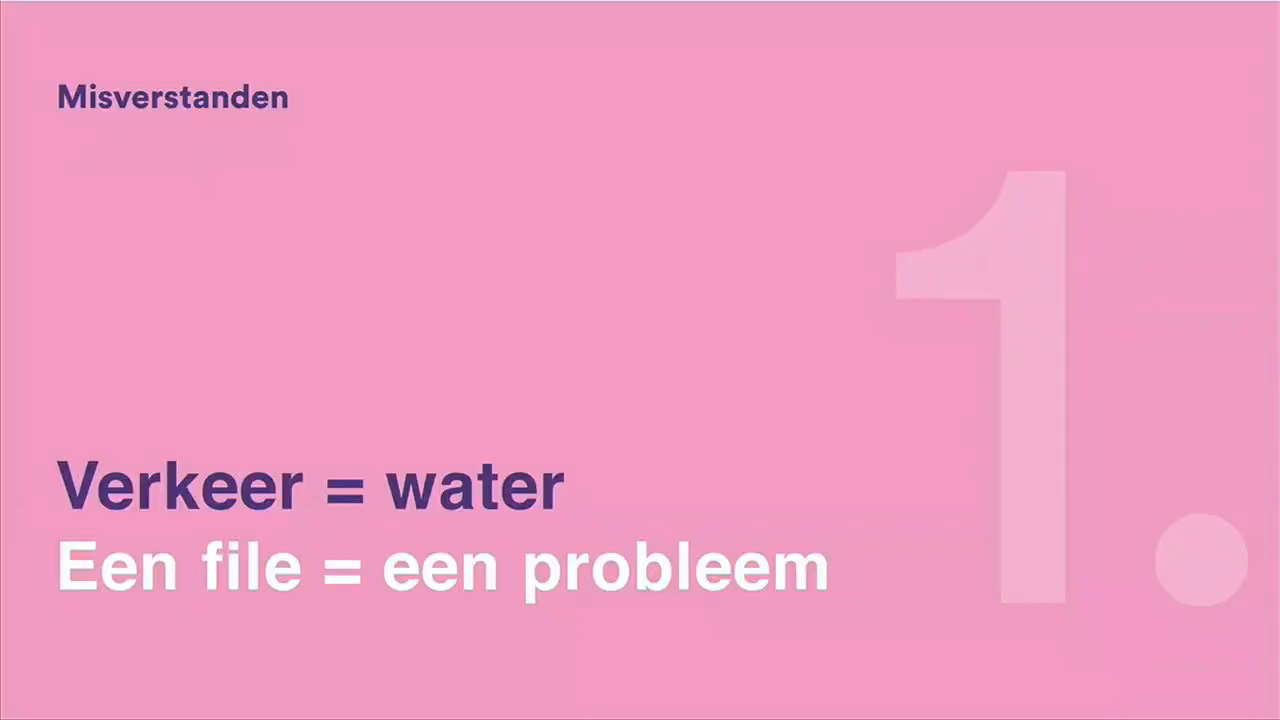 Misverstanden
1.
Verkeer = water
Een file = een probleem